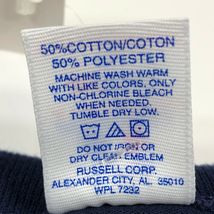 50%COTTON/COTON
50% POLYESTER
MACHINE WASH WARM
WITH LIKE COLORS, ONLY
NON-CHLORINE BLEACH
WHEN NEEDED.
TUMBLE DRY LOW.
DO NOT IRON OR
DRY CLEAN EMBLEM
RUSSELL CORP.
ALEXANDER CITY, AL. 35010
WPL 7232